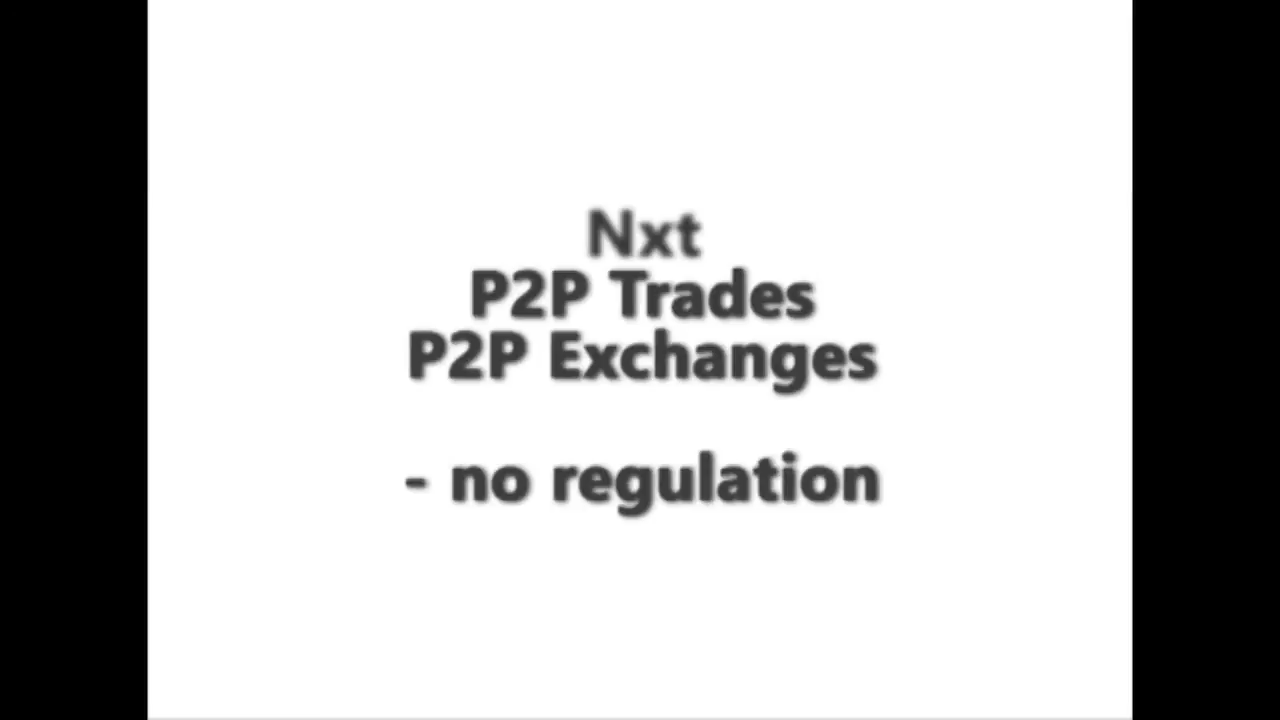 Nxt
P2P Trades
P2P Exchanges
- no regulation